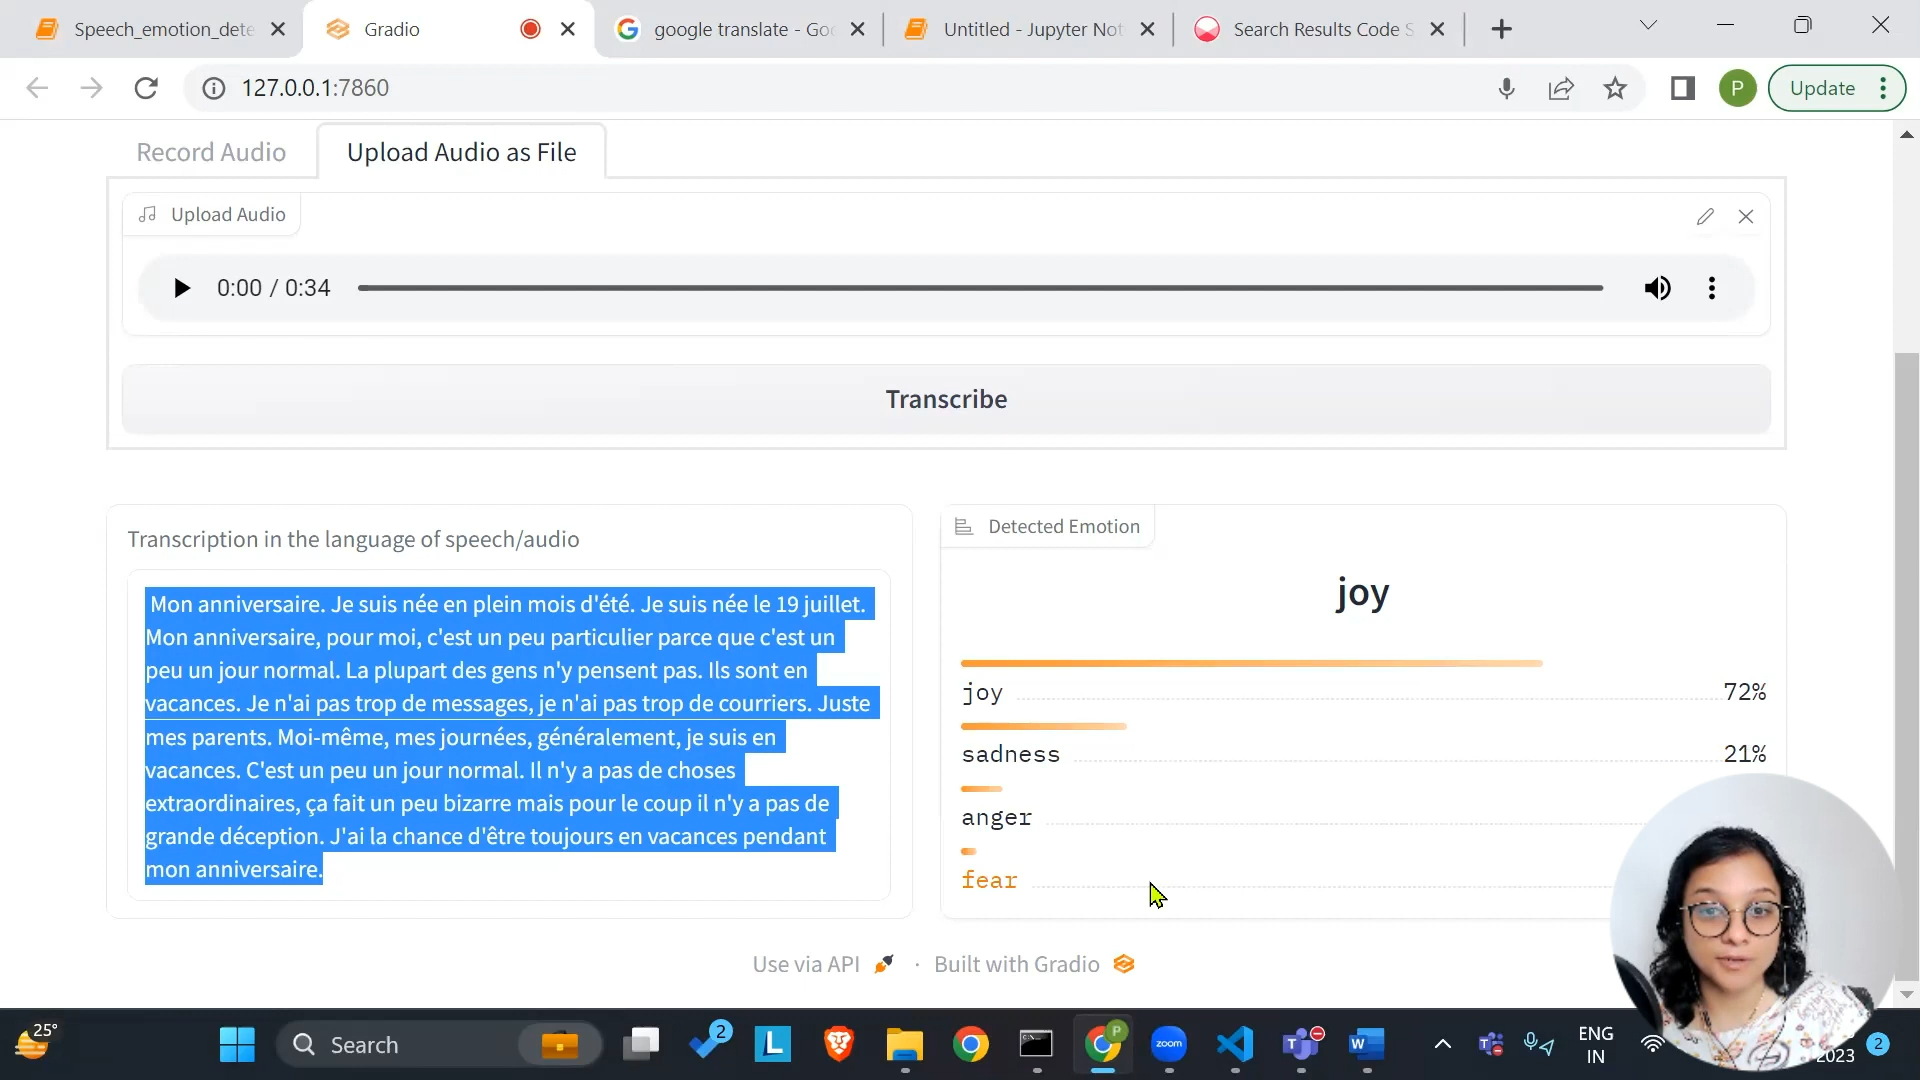 Speech_emotion_dete
Gradio
google translate - Goo
Untitled - Jupyter Not
Search Results Code S
127.0.0.1:7860
P
Update
Record Audio
Upload Audio as File
Upload Audio
0:00 / 0:34
Transcribe
Transcription in the language of speech/audio
Mon anniversaire. Je suis née en plein mois d'été. Je suis née le 19 juillet.
Mon anniversaire, pour moi, c'est un peu particulier parce que c'est un
peu un jour normal. La plupart des gens n'y pensent pas. Ils sont en
vacances. Je n'ai pas trop de messages, je n'ai pas trop de courriers. Juste
mes parents. Moi-même, mes journées, généralement, je suis en
vacances. C'est un peu un jour normal. Il n'y a pas de choses
extraordinaires, ça fait un peu bizarre mais pour le coup il n'y a pas de
grande déception. J'ai la chance d'être toujours en vacances pendant
mon anniversaire.
Detected Emotion
joy
joy 72%
sadness 21%
anger
fear
Use via API · Built with Gradio
25°
Search
2
L
P
zoom
T
W
T
ENG
IN
2023
2